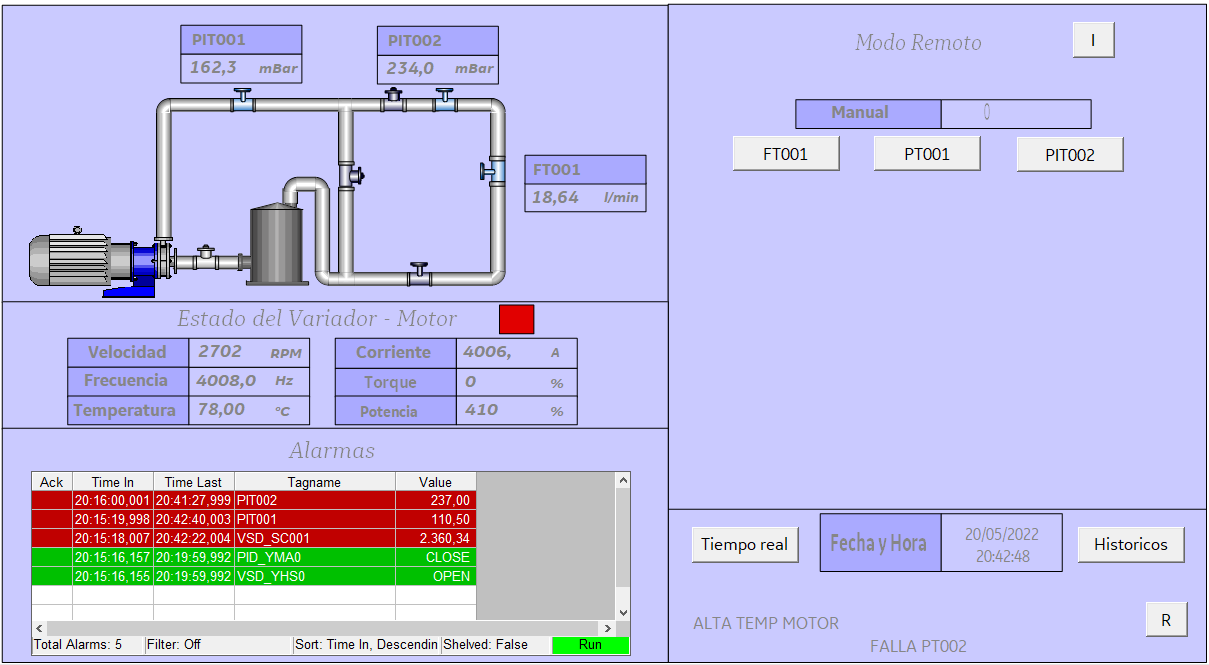 PIT001
162,3 mBar
PIT002
234,0 mBar
FT001
18,64 l/min
Estado del Variador - Motor
Velocidad 2702 RPM
Frecuencia 4008,0 Hz
Temperatura 78,00 °C
Corriente 4006, A
Torque 0 %
Potencia 410 %
Alarmas
Ack Time In Time Last Tagname Value
20:16:00,001 20:41:27,999 PIT002 237,00
20:15:19,998 20:42:40,003 PIT001 110,50
20:15:18,007 20:42:22,004 VSD_SC001 2.360,34
20:15:16,157 20:19:59,992 PID_YMA0 CLOSE
20:15:16,155 20:19:59,992 VSD_YHS0 OPEN
Total Alarms: 5 Filter: Off Sort: Time In, Descendin Shelved: False Run
Modo Remoto I
Manual 0
FT001 PT001 PIT002
Tiempo real Fecha y Hora 20/05/2022
20:42:48
Historicos
ALTA TEMP MOTOR R
FALLA PT002